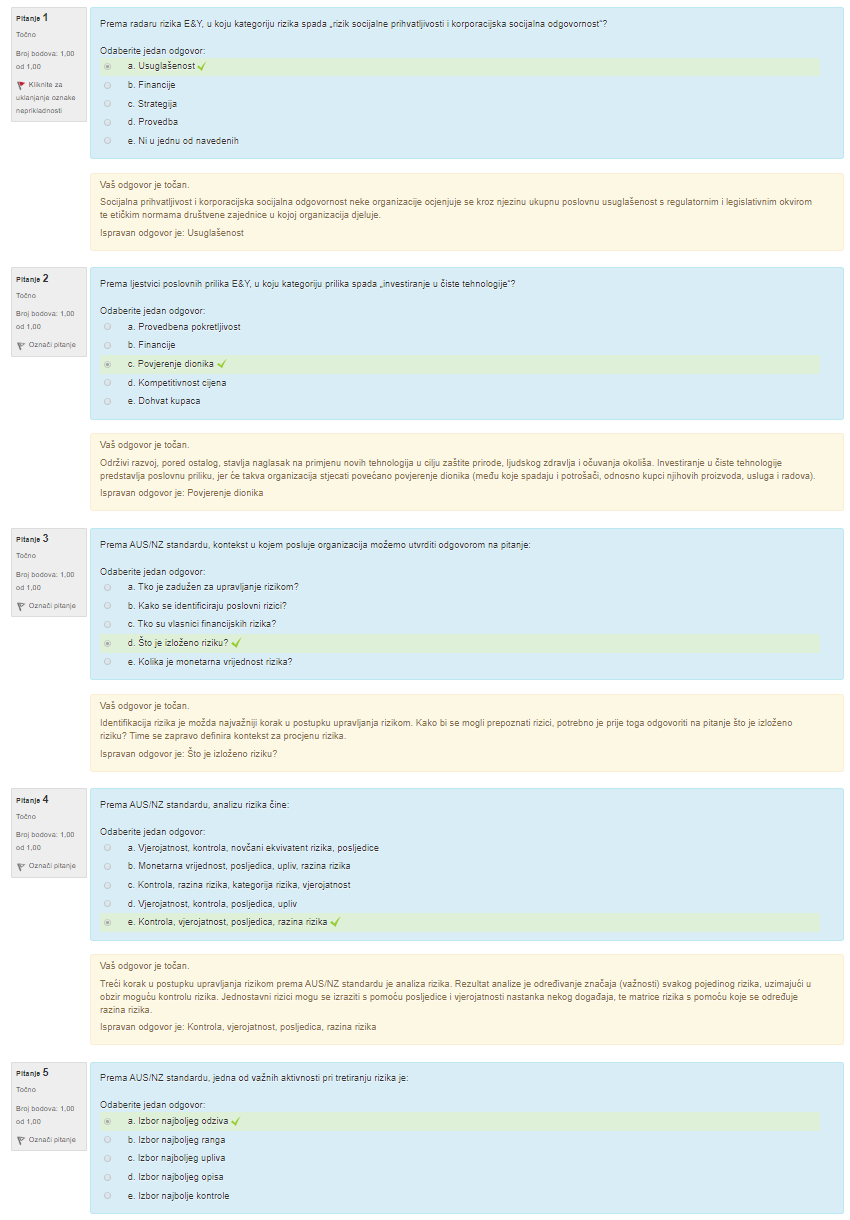 Pitanje 1
Točno
Broj bodova: 1,00
od 1,00
Kliknite za
uklanjanje oznake
neprikladnosti
Prema radaru rizika E&Y, u koju kategoriju rizika spada „rizik socijalne prihvatljivosti i korporacijska socijalna odgovornost“?
Odaberite jedan odgovor:
a. Usuglašenost
b. Financije
c. Strategija
d. Provedba
e. Ni u jednu od navedenih
Vaš odgovor je točan.
Socijalna prihvatljivost i korporacijska socijalna odgovornost neke organizacije ocjenjuje se kroz njezinu ukupnu poslovnu usuglašenost s regulatornim i legislativnim okvirom
te etičkim normama društvene zajednice u kojoj organizacija djeluje.
Ispravan odgovor je: Usuglašenost
Pitanje 2
Točno
Broj bodova: 1,00
od 1,00
Označi pitanje
Prema ljestvici poslovnih prilika E&Y, u koju kategoriju prilika spada „investiranje u čiste tehnologije“?
Odaberite jedan odgovor:
a. Provedbena pokretljivost
b. Financije
c. Povjerenje dionika
d. Kompetitivnost cijena
e. Dohvat kupaca
Vaš odgovor je točan.
Održivi razvoj, pored ostalog, stavlja naglasak na primjenu novih tehnologija u cilju zaštite prirode, ljudskog zdravlja i očuvanja okoliša. Investiranje u čiste tehnologije
predstavlja poslovnu priliku, jer će takva organizacija stjecati povećano povjerenje dionika (među koje spadaju i potrošači, odnosno kupci njihovih proizvoda, usluga i radova).
Ispravan odgovor je: Povjerenje dionika
Pitanje 3
Točno
Broj bodova: 1,00
od 1,00
Označi pitanje
Prema AUS/NZ standardu, kontekst u kojem posluje organizacija možemo utvrditi odgovorom na pitanje:
Odaberite jedan odgovor:
a. Tko je zadužen za upravljanje rizikom?
b. Kako se identificiraju poslovni rizici?
c. Tko su vlasnici financijskih rizika?
d. Što je izloženo riziku?
e. Kolika je monetarna vrijednost rizika?
Vaš odgovor je točan.
Identifikacija rizika je možda najvažniji korak u postupku upravljanja rizikom. Kako bi se mogli prepoznati rizici, potrebno je prije toga odgovoriti na pitanje što je izloženo
riziku? Time se zapravo definira kontekst za procjenu rizika.
Ispravan odgovor je: Što je izloženo riziku?
Pitanje 4
Točno
Broj bodova: 1,00
od 1,00
Označi pitanje
Prema AUS/NZ standardu, analizu rizika čine:
Odaberite jedan odgovor:
a. Vjerojatnost, kontrola, novčani ekvivatent rizika, posljedice
b. Monetarna vrijednost, posljedica, upliv, razina rizika
c. Kontrola, razina rizika, kategorija rizika, vjerojatnost
d. Vjerojatnost, kontrola, posljedica, upliv
e. Kontrola, vjerojatnost, posljedica, razina rizika
Vaš odgovor je točan.
Treći korak u postupku upravljanja rizikom prema AUS/NZ standardu je analiza rizika. Rezultat analize je određivanje značaja (važnosti) svakog pojedinog rizika, uzimajući u
obzir moguću kontrolu rizika. Jednostavni rizici mogu se izraziti s pomoću posljedice i vjerojatnosti nastanka nekog događaja, te matrice rizika s pomoću koje se određuje
razina rizika.
Ispravan odgovor je: Kontrola, vjerojatnost, posljedica, razina rizika
Pitanje 5
Točno
Broj bodova: 1,00
od 1,00
Označi pitanje
Prema AUS/NZ standardu, jedna od važnih aktivnosti pri tretiranju rizika je:
Odaberite jedan odgovor:
a. Izbor najboljeg odziva
b. Izbor najboljeg ranga
c. Izbor najboljeg upliva
d. Izbor najboljeg opisa
e. Izbor najbolje kontrole